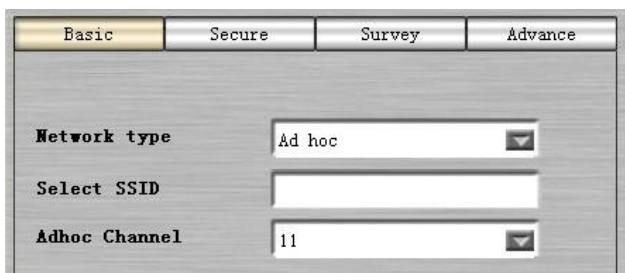 Basic Secure Survey Advance
Network type Ad hoc
Select SSID
Adhoc Channel 11